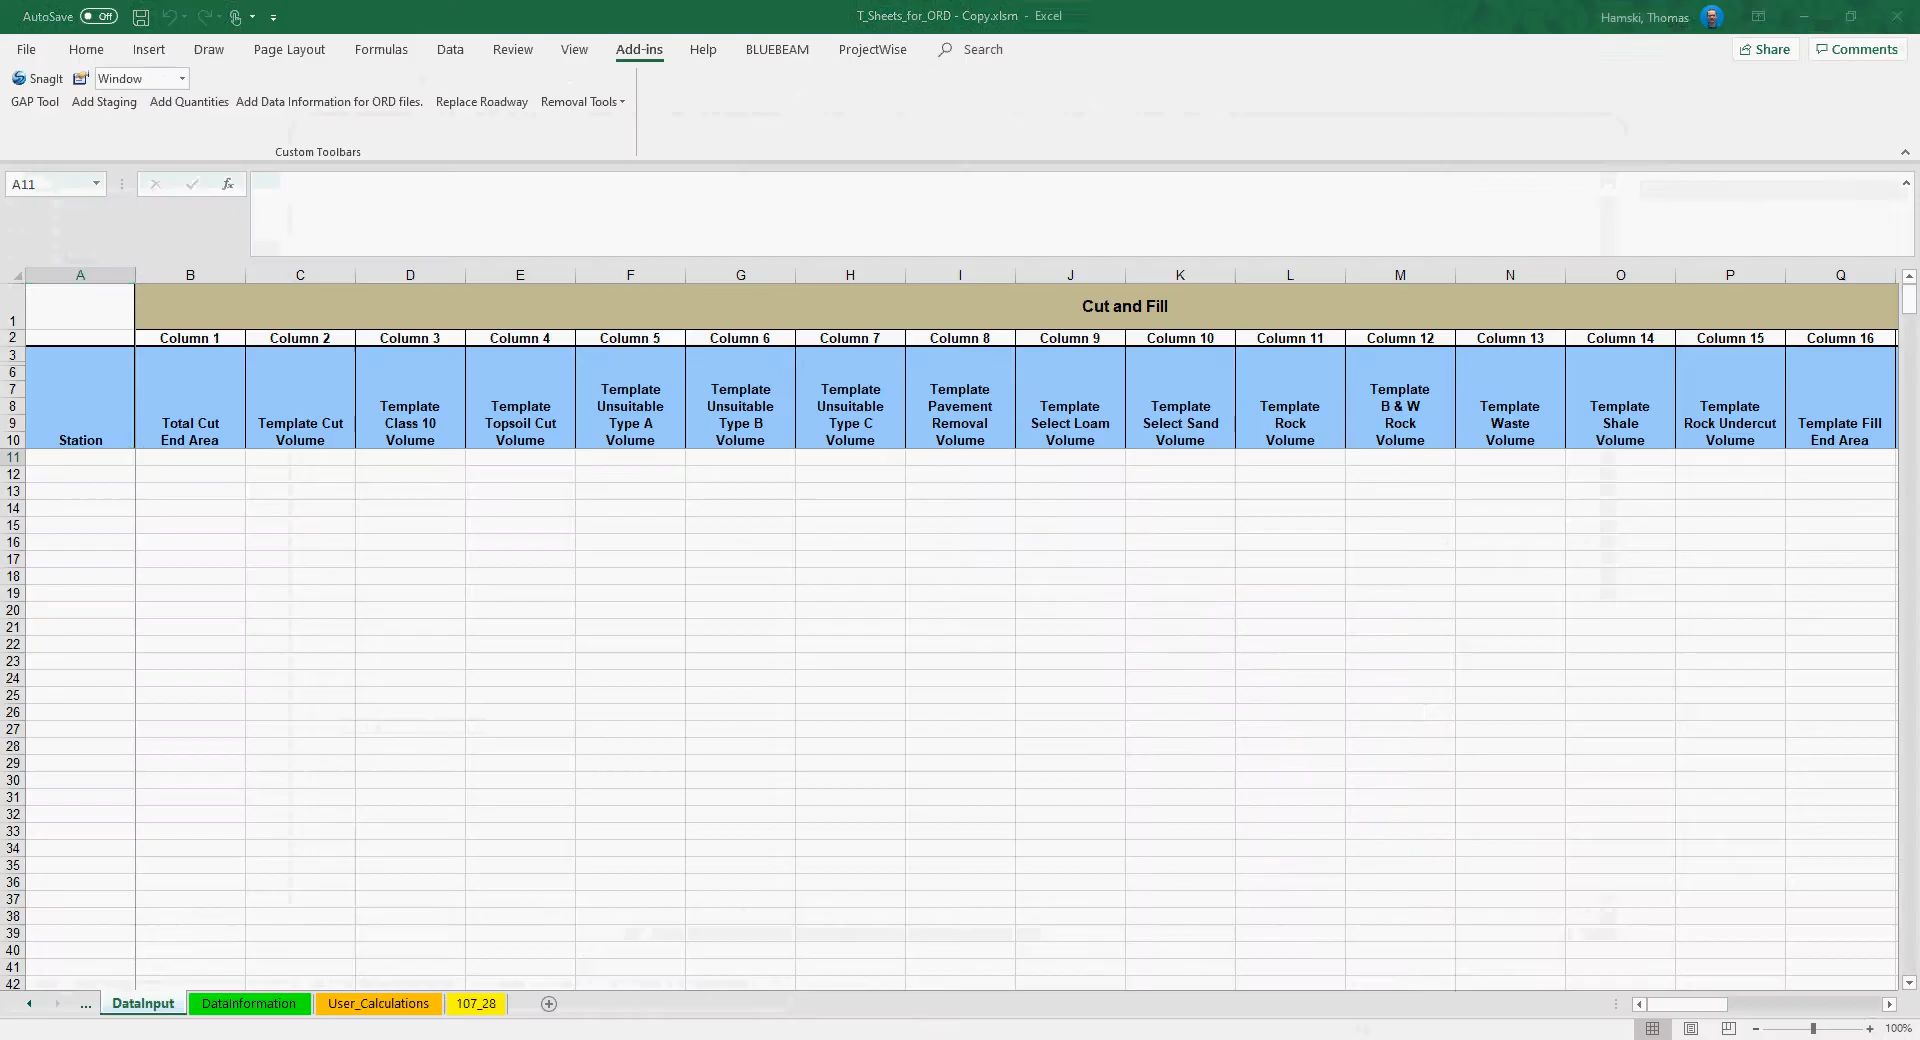 AutoSave Off
T_Sheets_for_ORD - Copy.xlsm - Excel
Hamski, Thomas
File Home Insert Draw Page Layout Formulas Data Review View Add-ins Help BLUEBEAM ProjectWise Search
Share Comments
SnagIt Window
GAP Tool Add Staging Add Quantities Add Data Information for ORD files. Replace Roadway Removal Tools
Custom Toolbars
A11 fx
A B C D E F G H I J K L M N O P Q
1 Cut and Fill
2 Column 1 Column 2 Column 3 Column 4 Column 5 Column 6 Column 7 Column 8 Column 9 Column 10 Column 11 Column 12 Column 13 Column 14 Column 15 Column 16
3
6
7 Template Template Template Template Template
8 Template Template Unsuitable Unsuitable Unsuitable Pavement Template Template Template B & W Template Template Template
9 Total Cut Template Cut Class 10 Topsoil Cut Type A Type B Type C Removal Select Loam Select Sand Rock Rock Waste Shale Rock Undercut Template Fill
10 Station End Area Volume Volume Volume Volume Volume Volume Volume Volume Volume Volume Volume Volume Volume Volume End Area
11
12
13
14
15
16
17
18
19
20
21
22
23
24
25
26
27
28
29
30
31
32
33
34
35
36
37
38
39
40
41
42
... DataInput DataInformation User_Calculations 107_28
100%